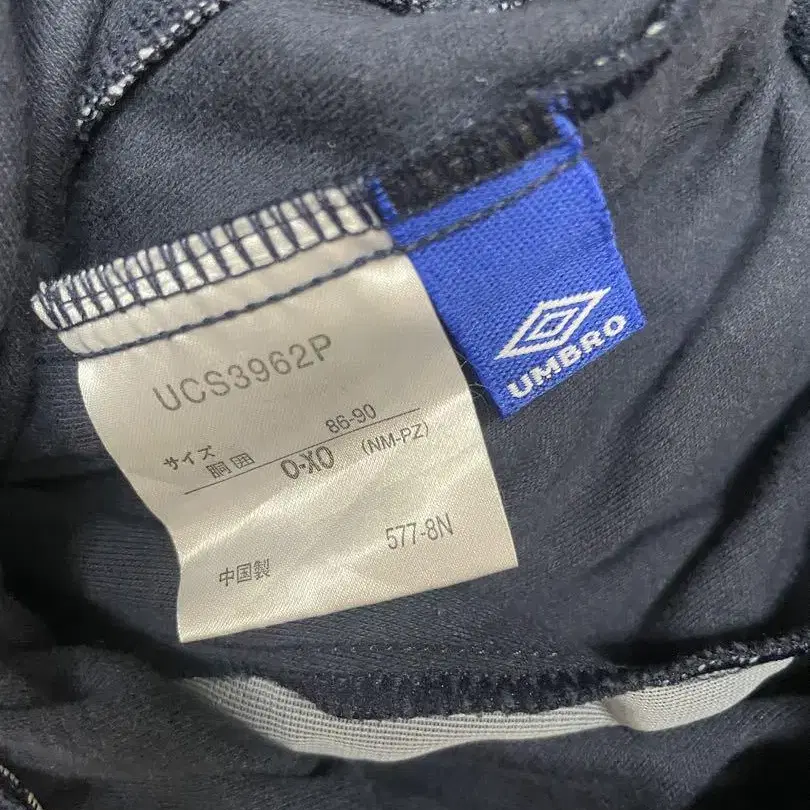 UMBRO
UCS3962P
サイズ
胴囲 86-90
O-XO (NM-PZ)
577-8N
中国製